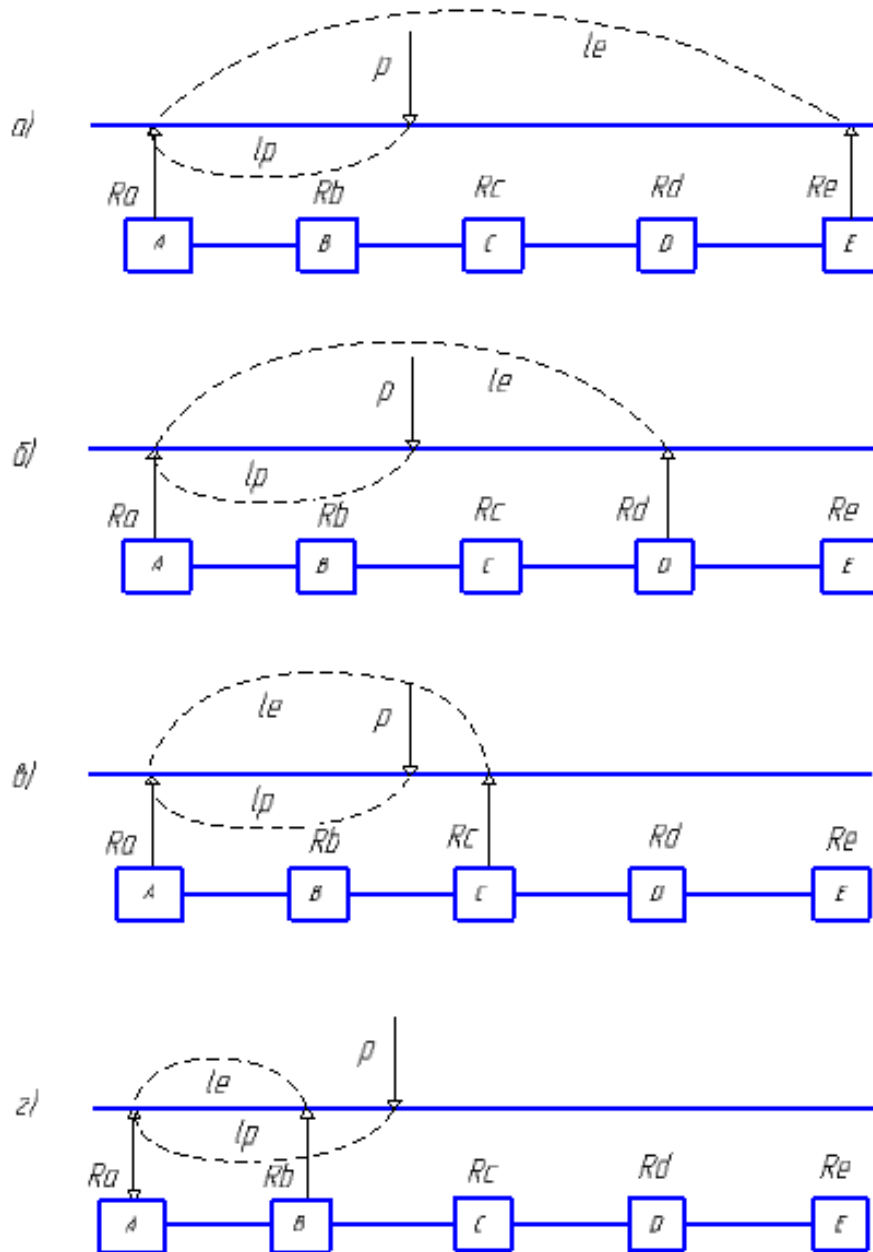 le
p
а)
lp
Ra Rb Rc Rd Re
A B C D E
p le
б)
lp
Ra Rb Rc Rd Re
A B C D E
le p
в)
lp
Ra Rb Rc Rd Re
A B C D E
p
le
г)
lp
Ra Rb Rc Rd Re
A B C D E